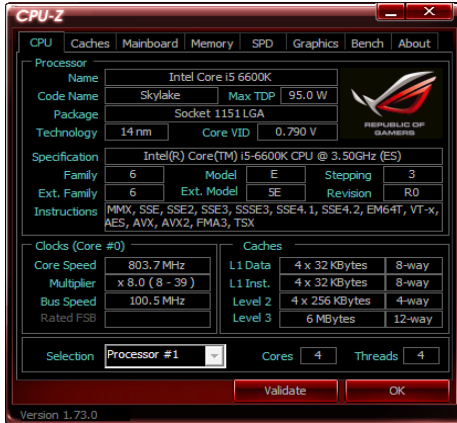 CPU-Z
CPU Caches Mainboard Memory SPD Graphics Bench About
Processor
Name Intel Core i5 6600K
Code Name Skylake Max TDP 95.0 W
Package Socket 1151 LGA
Technology 14 nm Core VID 0.790 V
REPUBLIC OF
GAMERS
Specification Intel(R) Core(TM) i5-6600K CPU @ 3.50GHz (ES)
Family 6 Model E Stepping 3
Ext. Family 6 Ext. Model 5E Revision R0
Instructions MMX, SSE, SSE2, SSE3, SSSE3, SSE4.1, SSE4.2, EM64T, VT-x,
AES, AVX, AVX2, FMA3, TSX
Clocks (Core #0) Caches
Core Speed 803.7 MHz L1 Data 4 x 32 KBytes 8-way
Multiplier x 8.0 ( 8 - 39 ) L1 Inst. 4 x 32 KBytes 8-way
Bus Speed 100.5 MHz Level 2 4 x 256 KBytes 4-way
Rated FSB Level 3 6 MBytes 12-way
Selection Processor #1 Cores 4 Threads 4
Validate OK
Version 1.73.0